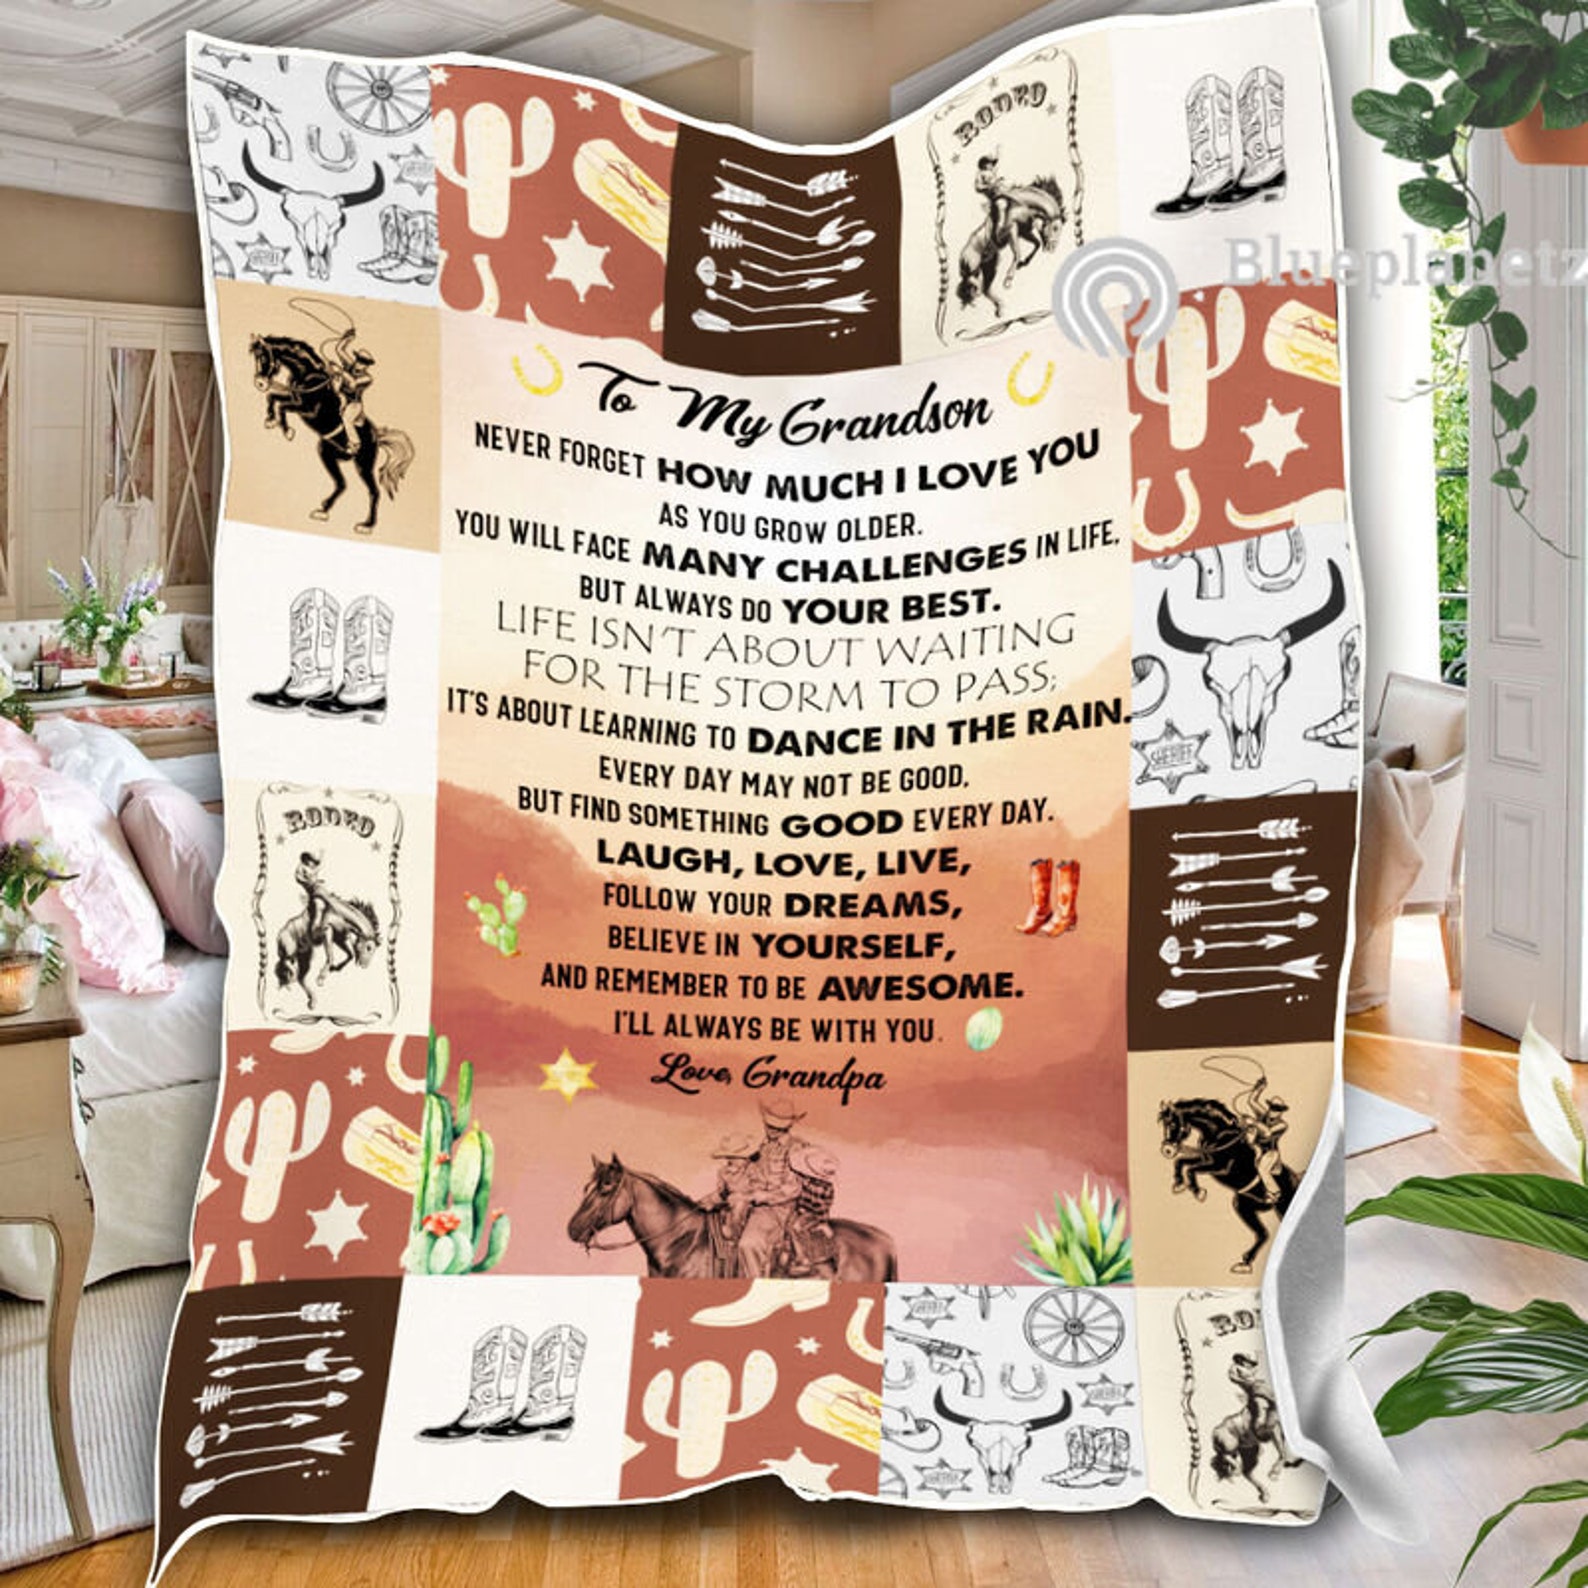 RODEO
Blueplanetz
To My Grandson
NEVER FORGET HOW MUCH I LOVE YOU
AS YOU GROW OLDER.
YOU WILL FACE MANY CHALLENGES IN LIFE,
BUT ALWAYS DO YOUR BEST.
LIFE ISN'T ABOUT WAITING
FOR THE STORM TO PASS;
IT'S ABOUT LEARNING TO DANCE IN THE RAIN.
EVERY DAY MAY NOT BE GOOD,
BUT FIND SOMETHING GOOD EVERY DAY.
LAUGH, LOVE, LIVE,
FOLLOW YOUR DREAMS,
BELIEVE IN YOURSELF,
AND REMEMBER TO BE AWESOME.
I'LL ALWAYS BE WITH YOU.
Love, Grandpa
SHERIFF
RODEO
RO
SHERIFF
SHERIFF
SHERIFF